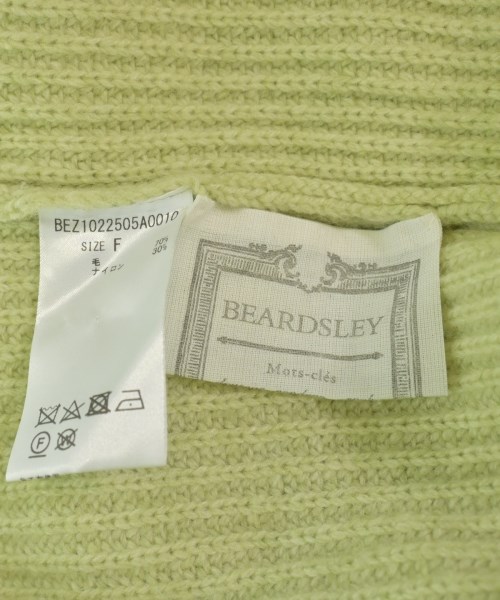 BEZ1022505A0010
SIZE F
毛 70%
ナイロン 30%
F
BEARDSLEY
Mots-clés